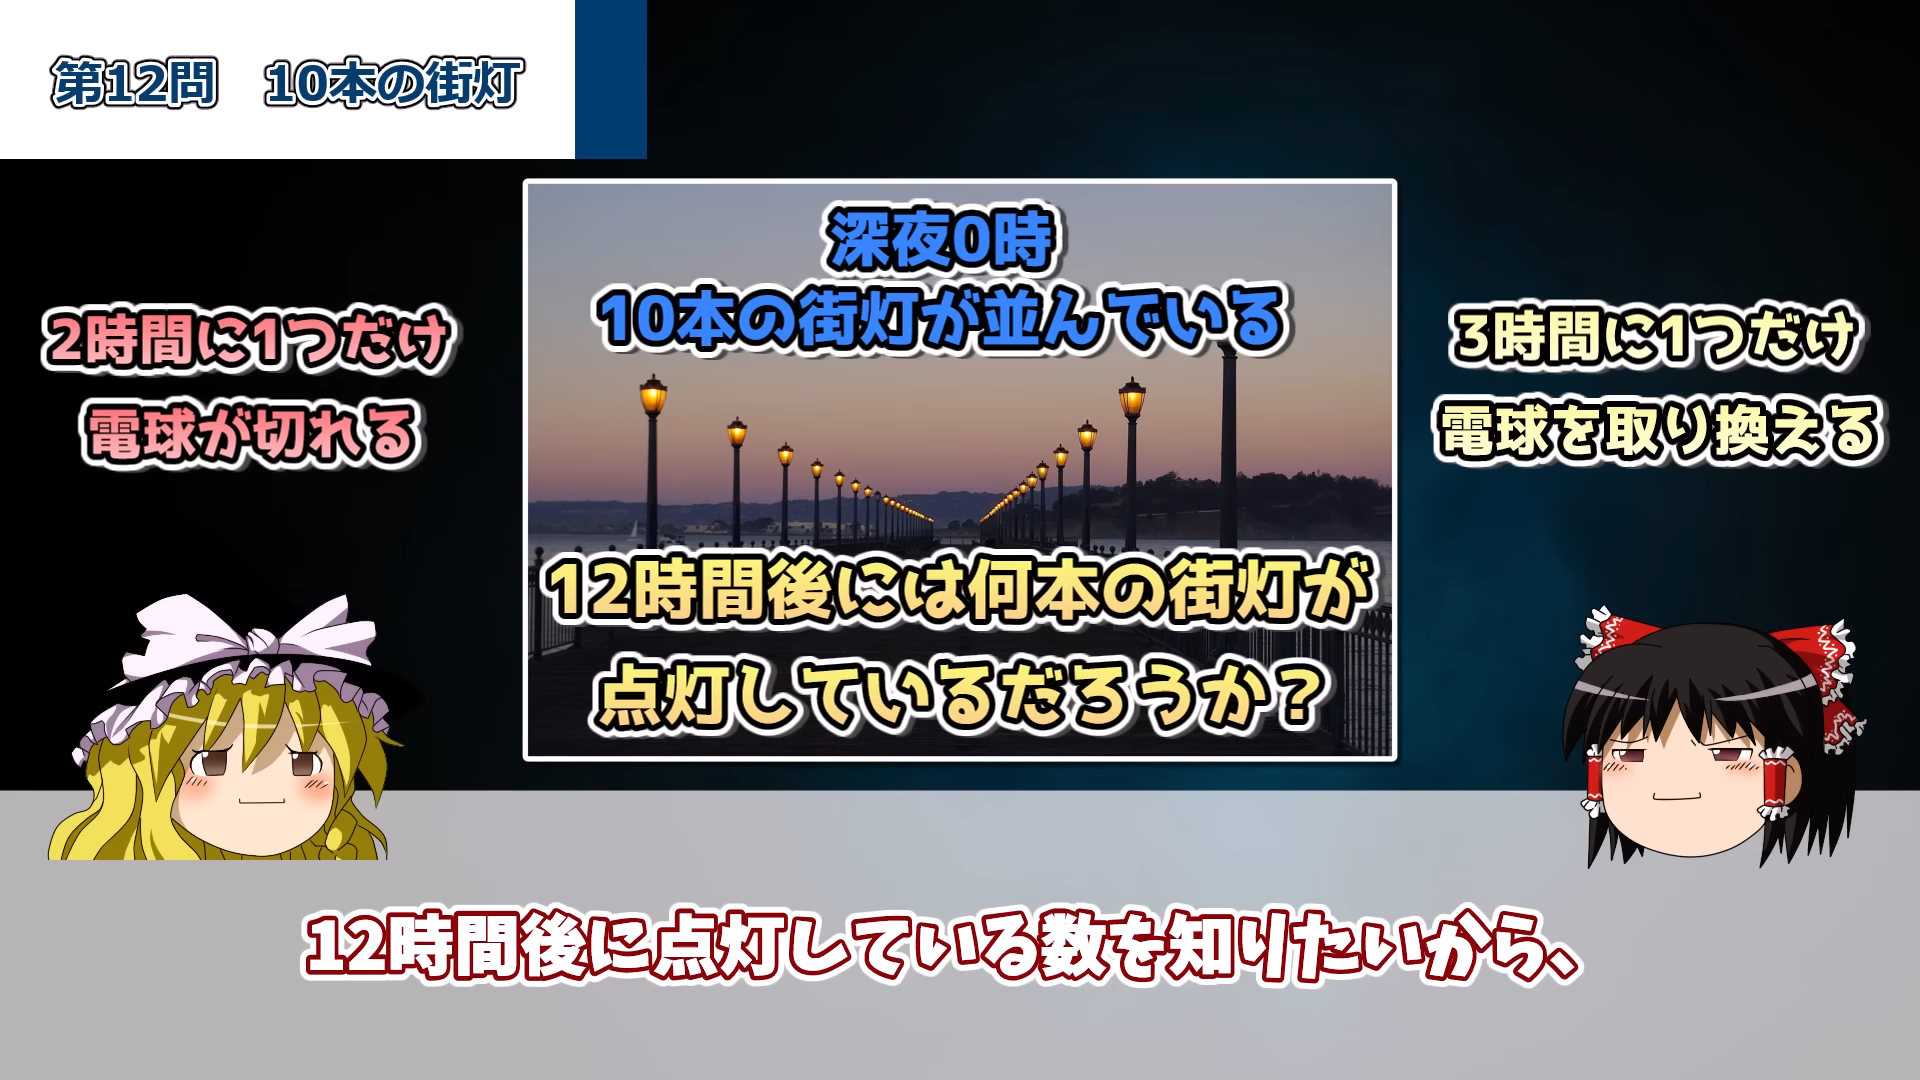 第12問　10本の街灯
深夜0時
10本の街灯が並んでいる
2時間に1つだけ
電球が切れる
3時間に1つだけ
電球を取り換える
12時間後には何本の街灯が
点灯しているだろうか？
12時間後に点灯している数を知りたいから、